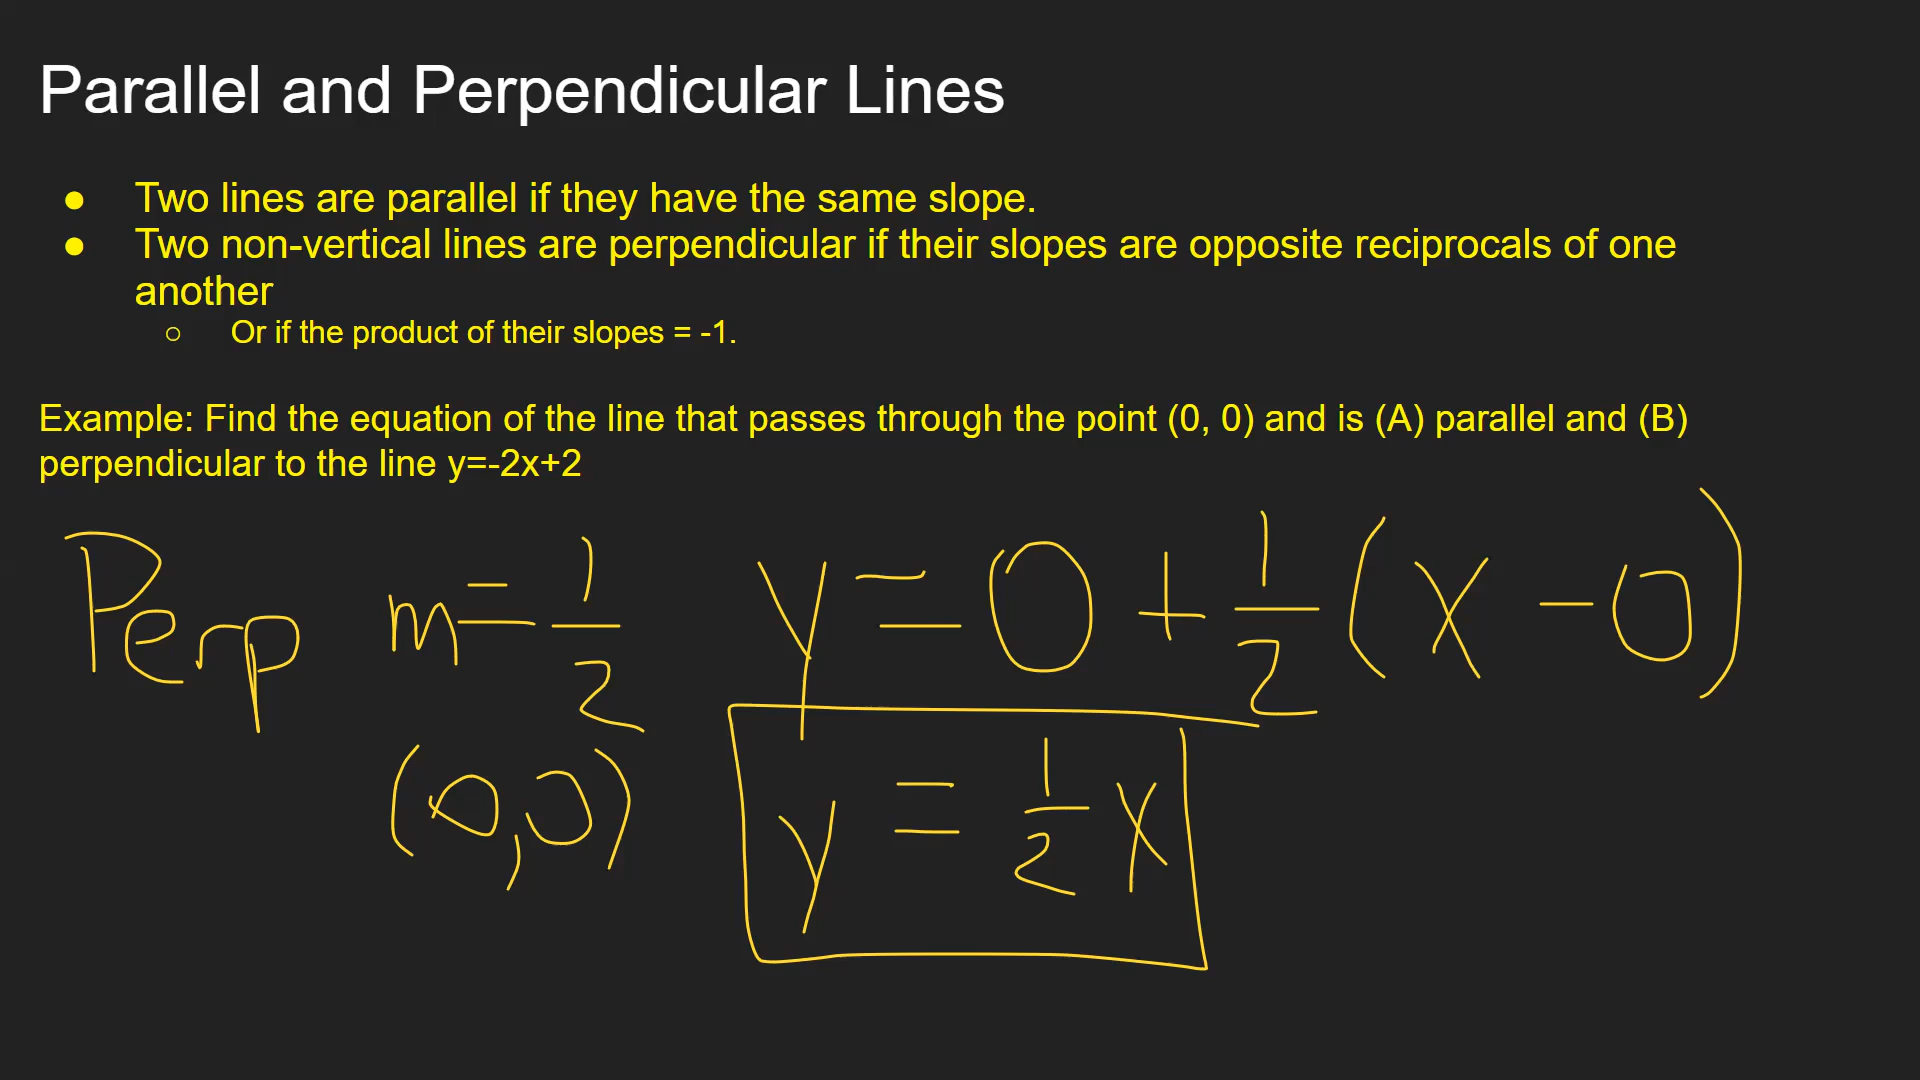 Parallel and Perpendicular Lines
● Two lines are parallel if they have the same slope.
● Two non-vertical lines are perpendicular if their slopes are opposite reciprocals of one
another
○ Or if the product of their slopes = -1.
Example: Find the equation of the line that passes through the point (0, 0) and is (A) parallel and (B)
perpendicular to the line y=-2x+2
Perp m=1/2 y=0+1/2(x-0)
(0,0) y=1/2x